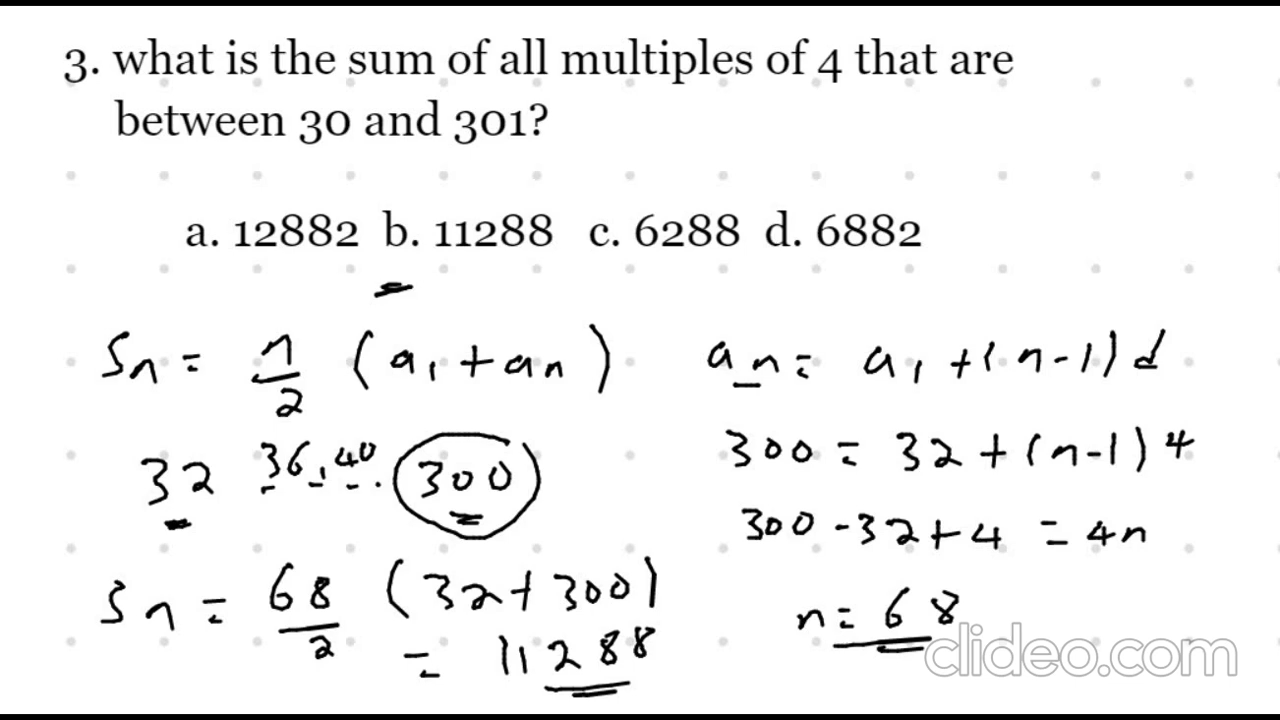 3. what is the sum of all multiples of 4 that are
between 30 and 301?
a. 12882 b. 11288 c. 6288 d. 6882
Sn = n/2 (a1 + an)
an = a1 + (n-1)d
32 36, 40. 300
300 = 32 + (n-1) 4
300 - 32 + 4 = 4n
Sn = 68/2 (32 + 300)
= 11288
n = 68
clideo.com